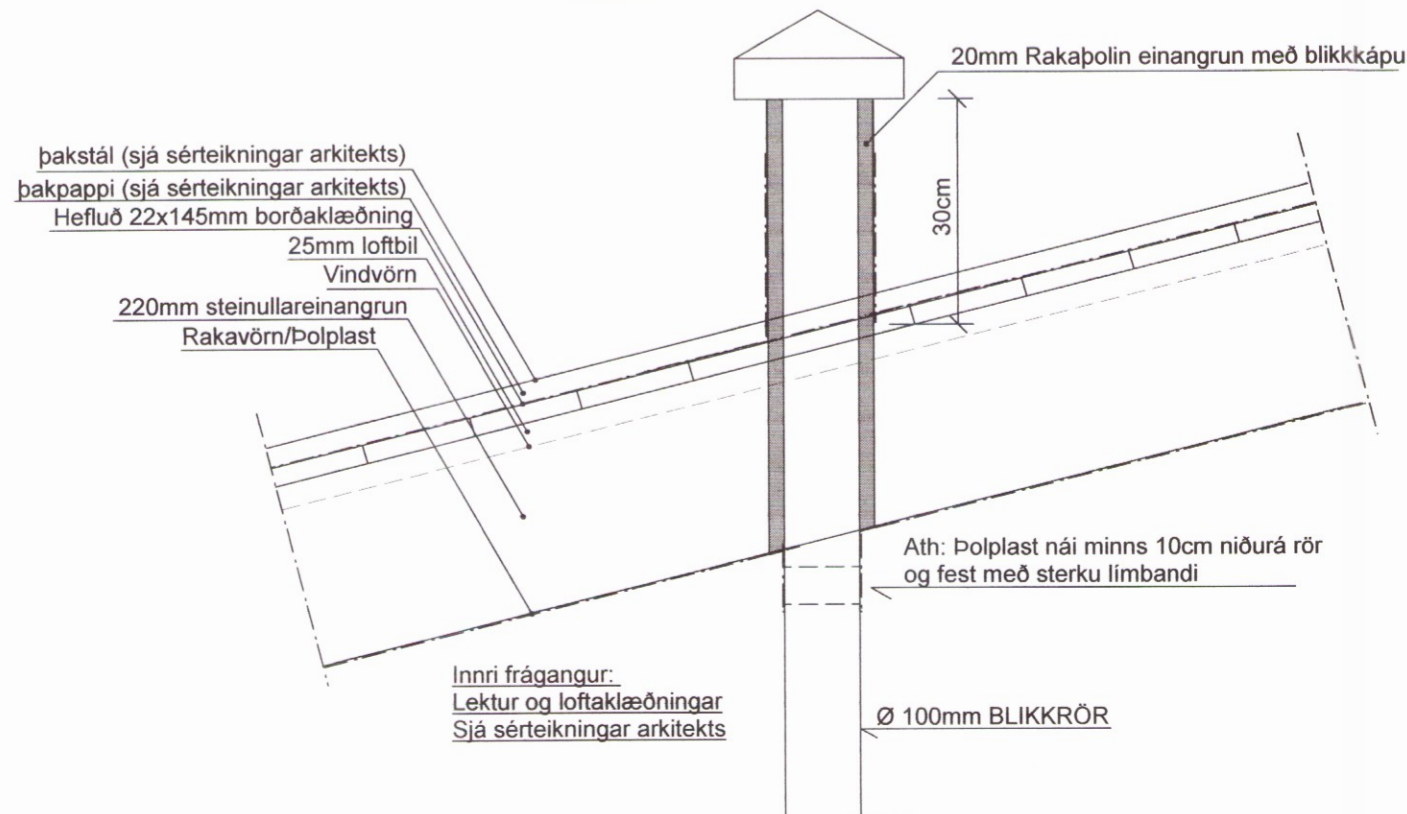 20mm Rakaþolin einangrun með blikkkápu
þakstál (sjá sérteikningar arkitekts)
þakpappi (sjá sérteikningar arkitekts)
Hefluð 22x145mm borðaklæðning
25mm loftbil
Vindvörn
220mm steinullareinangrun
Rakavörn/Þolplast
30cm
Ath: Þolplast nái minns 10cm niðurá rör
og fest með sterku límbandi
Innri frágangur:
Lektur og loftaklæðningar
Sjá sérteikningar arkitekts
Ø 100mm BLIKKRÖR